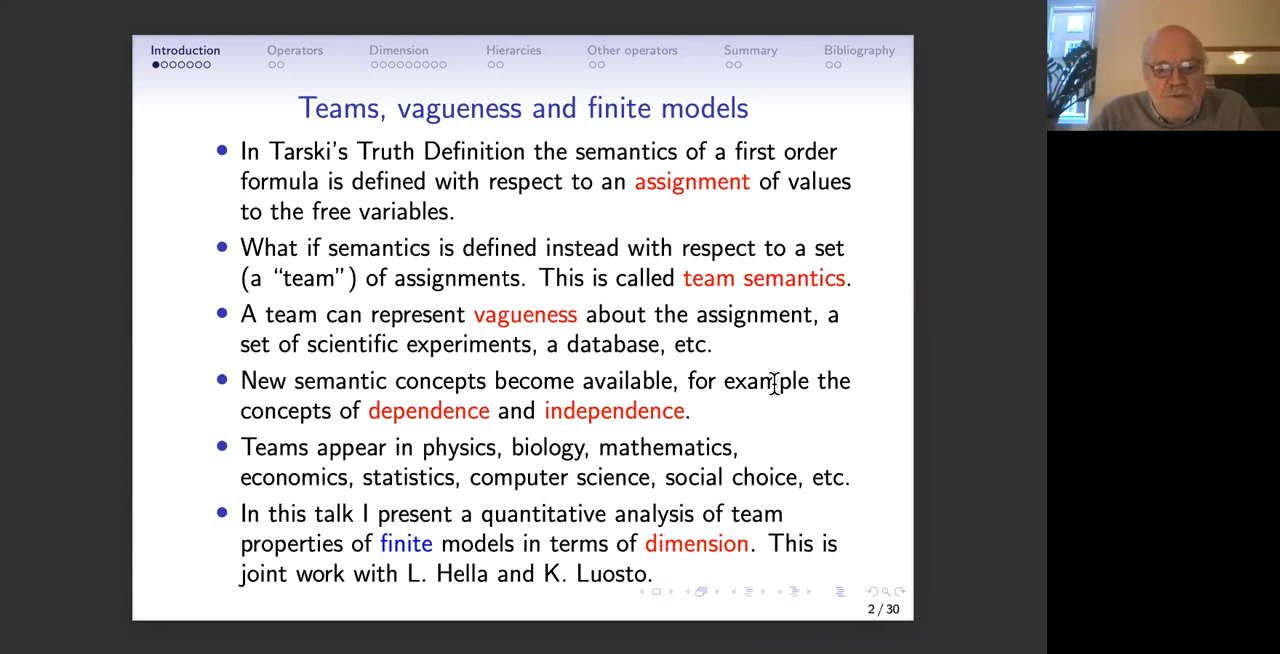 Introduction Operators Dimension Hierarchies Other operators Summary Bibliography
Teams, vagueness and finite models
In Tarski's Truth Definition the semantics of a first order
formula is defined with respect to an assignment of values
to the free variables.
What if semantics is defined instead with respect to a set
(a “team”) of assignments. This is called team semantics.
A team can represent vagueness about the assignment, a
set of scientific experiments, a database, etc.
New semantic concepts become available, for example the
concepts of dependence and independence.
Teams appear in physics, biology, mathematics,
economics, statistics, computer science, social choice, etc.
In this talk I present a quantitative analysis of team
properties of finite models in terms of dimension. This is
joint work with L. Hella and K. Luosto.
2 / 30